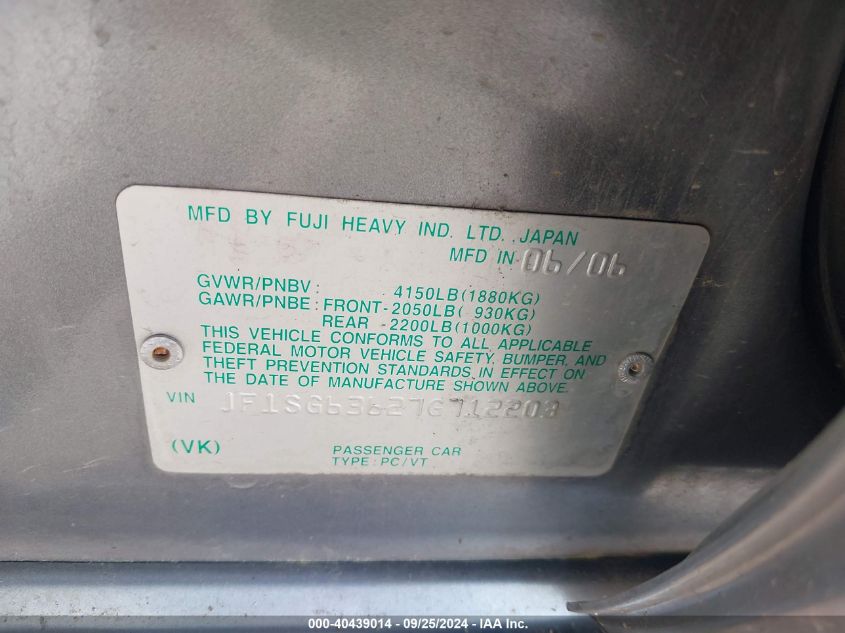 MFD BY FUJI HEAVY IND. LTD. JAPAN
MFD IN 06/06
GVWR/PNBV : 4150LB(1880KG)
GAWR/PNBE : FRONT-2050LB( 930KG)
REAR -2200LB(1000KG)
THIS VEHICLE CONFORMS TO ALL APPLICABLE
FEDERAL MOTOR VEHICLE SAFETY, BUMPER, AND
THEFT PREVENTION STANDARDS IN EFFECT ON
THE DATE OF MANUFACTURE SHOWN ABOVE.
VIN JF1SG63627G712203
(VK)
PASSENGER CAR
TYPE : PC/VT
000-40439014 - 09/25/2024 - IAA, Inc.